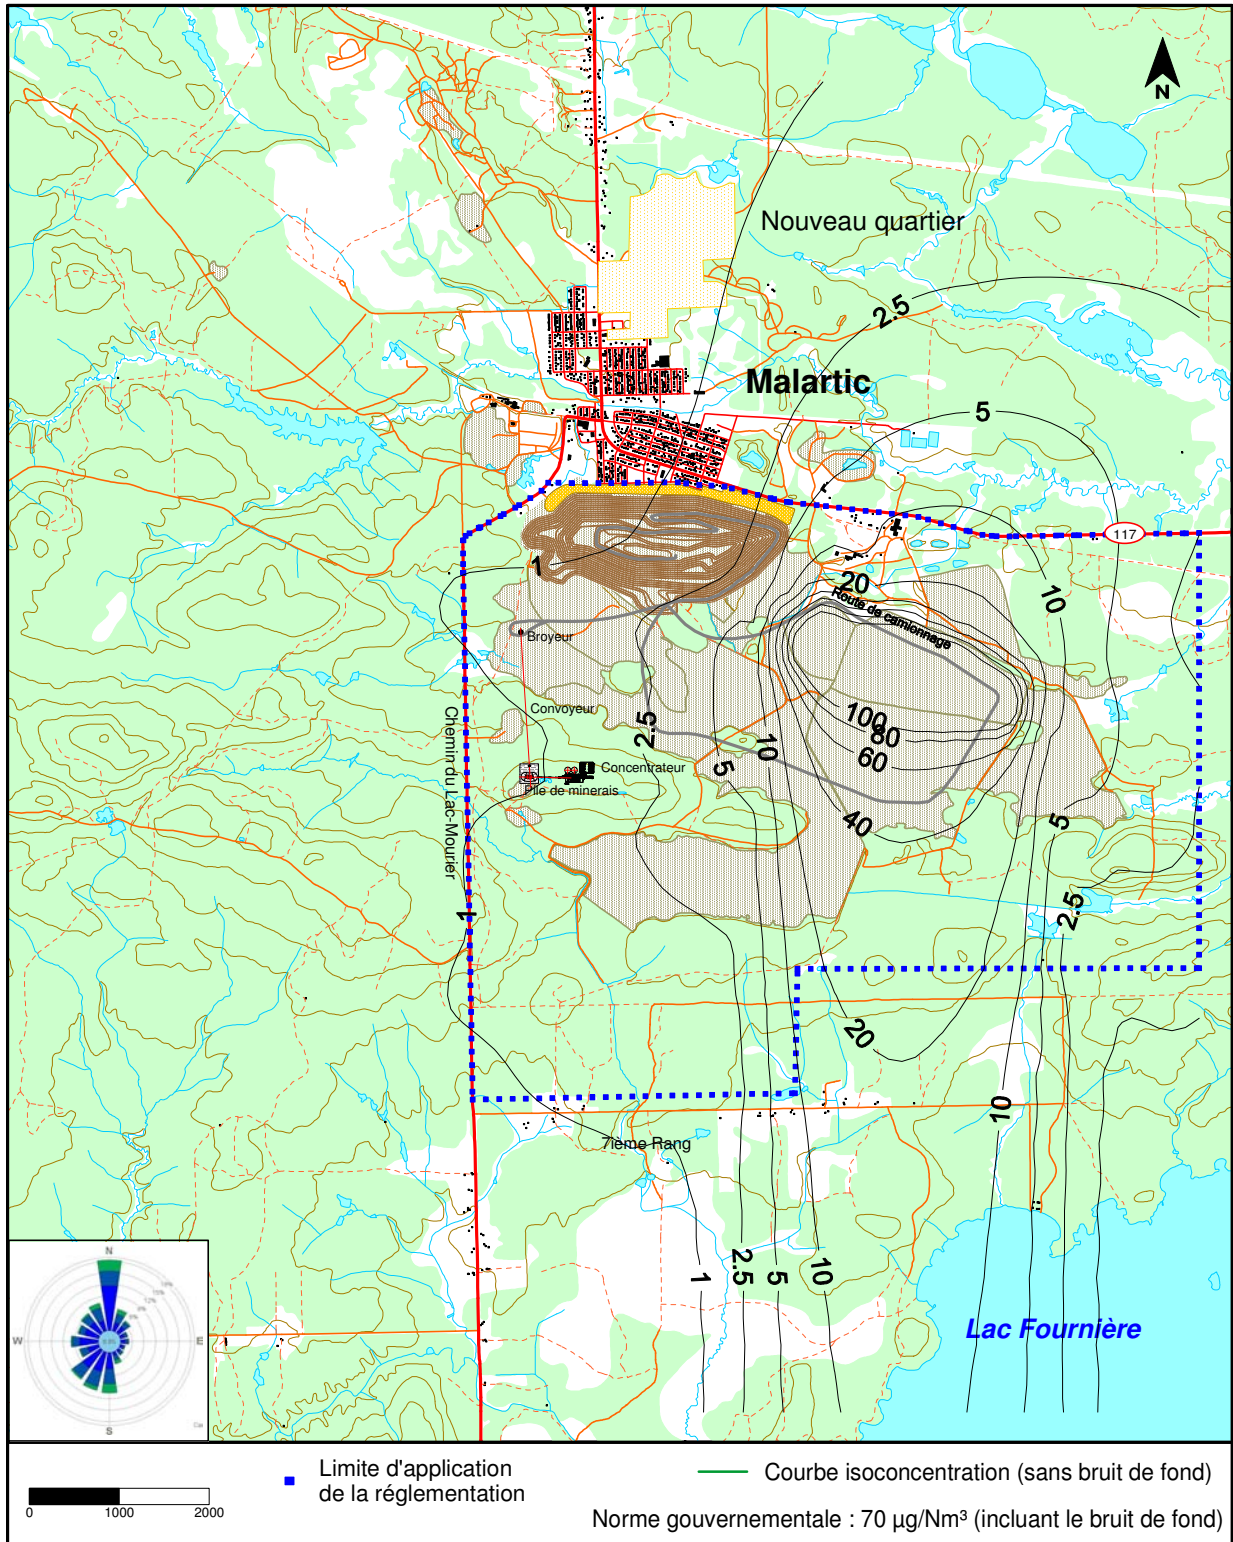 N
Nouveau quartier
2.5
Malartic
5
117
1
20
10
Route de camionnage
Broyeur
Convoyeur
2.5
5
10
100
80
60
Concentrateur
Pile de minerais
Chemin du Lac-Mourier
40
5
1
2.5
20
10
7ième Rang
1
2.5
5
10
Lac Fournière
N
W
E
S
Limite d'application
de la réglementation
Courbe isoconcentration (sans bruit de fond)
0
1000
2000
Norme gouvernementale : 70 µg/Nm³ (incluant le bruit de fond)